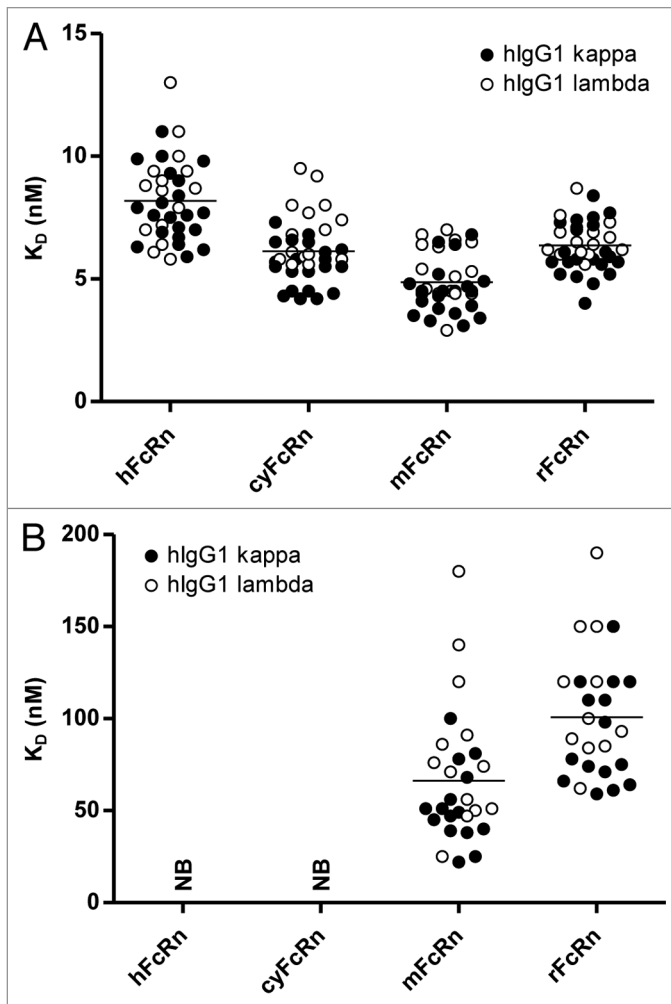 A
15
hIgG1 kappa
hIgG1 lambda
10
K_D (nM)
5
0
hFcRn
cyFcRn
mFcRn
rFcRn
B
200
hIgG1 kappa
hIgG1 lambda
150
K_D (nM)
100
50
NB
NB
0
hFcRn
cyFcRn
mFcRn
rFcRn